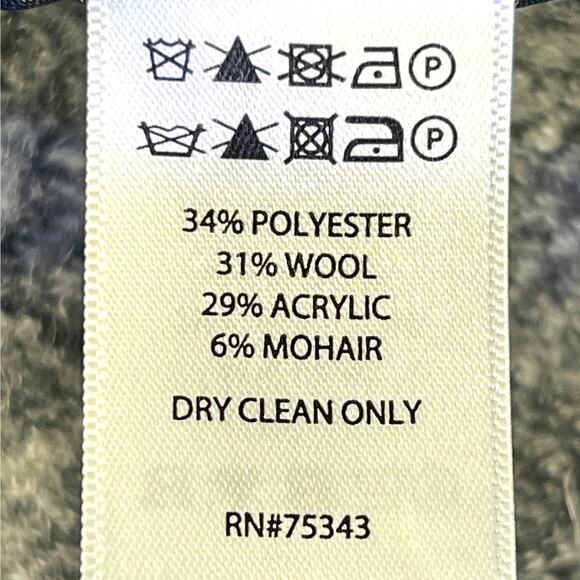 P
P
34% POLYESTER
31% WOOL
29% ACRYLIC
6% MOHAIR
DRY CLEAN ONLY
RN#75343